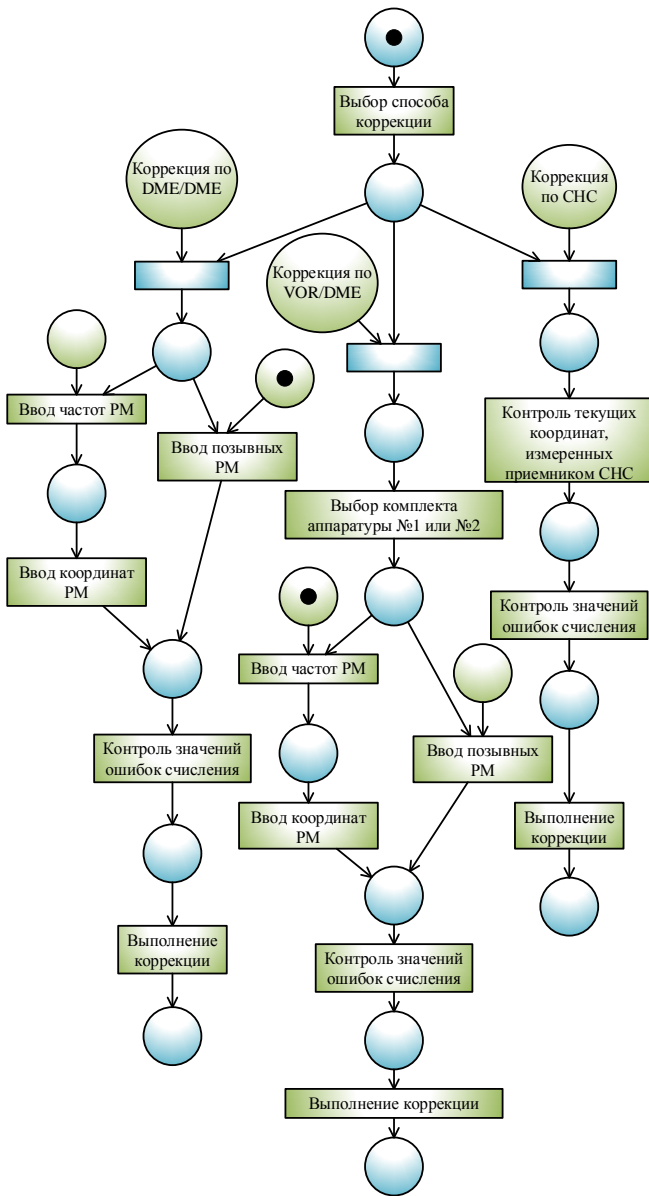 Выбор способа
коррекции
Коррекция по
DME/DME
Коррекция
по СНС
Коррекция по
VOR/DME
Ввод частот РМ
Ввод позывных
РМ
Контроль текущих
координат,
измеренных
приемником СНС
Выбор комплекта
аппаратуры №1 или №2
Ввод координат
РМ
Контроль значений
ошибок счисления
Ввод частот РМ
Контроль значений
ошибок счисления
Ввод позывных
РМ
Ввод координат
РМ
Выполнение
коррекции
Выполнение
коррекции
Контроль значений
ошибок счисления
Выполнение коррекции